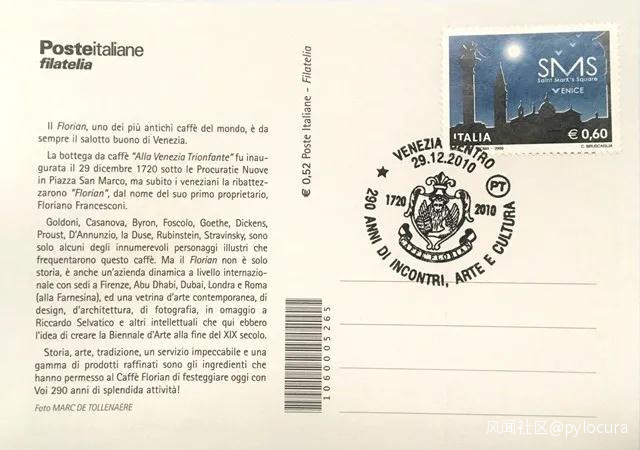 Posteitaliane
filatelia
Il Florian, uno dei più antichi caffè del mondo, è da
sempre il salotto buono di Venezia.
La bottega da caffè "Alla Venezia Trionfante" fu inau-
gurata il 29 dicembre 1720 sotto le Procuratie Nuove
in Piazza San Marco, ma subito i veneziani la ribattez-
zarono "Florian", dal nome del suo primo proprietario,
Floriano Francesconi.
Goldoni, Casanova, Byron, Foscolo, Goethe, Dickens,
Proust, D'Annunzio, la Duse, Rubinstein, Stravinsky, sono
solo alcuni degli innumerevoli personaggi illustri che
frequentarono questo caffè. Ma il Florian non è solo
storia, è anche un'azienda dinamica a livello internazio-
nale con sedi a Firenze, Abu Dhabi, Dubai, Londra e Roma
(alla Farnesina), ed una vetrina d'arte contemporanea, di
design, d'architettura, di fotografia, in omaggio a
Riccardo Selvatico e altri intellettuali che qui ebbero
l'idea di creare la Biennale d'Arte alla fine del XIX secolo.
Storia, arte, tradizione, un servizio impeccabile e una
gamma di prodotti raffinati sono gli ingredienti che
hanno permesso al Caffè Florian di festeggiare oggi con
Voi 290 anni di splendida attività!
Foto MARC DE TOLLENAERE
€ 0,52 Poste Italiane - Filatelia
1060005265
SMS
Saint Mark's Square
VENICE
ITALIA
€ 0,60
ROMA - 2009
C. BRUSCAGLIA
VENEZIA CENTRO
29.12.2010
PT
1720
2010
CAFFÈ FLORIAN
290 ANNI DI INCONTRI, ARTE E CULTURA
风闻社区@pylocura